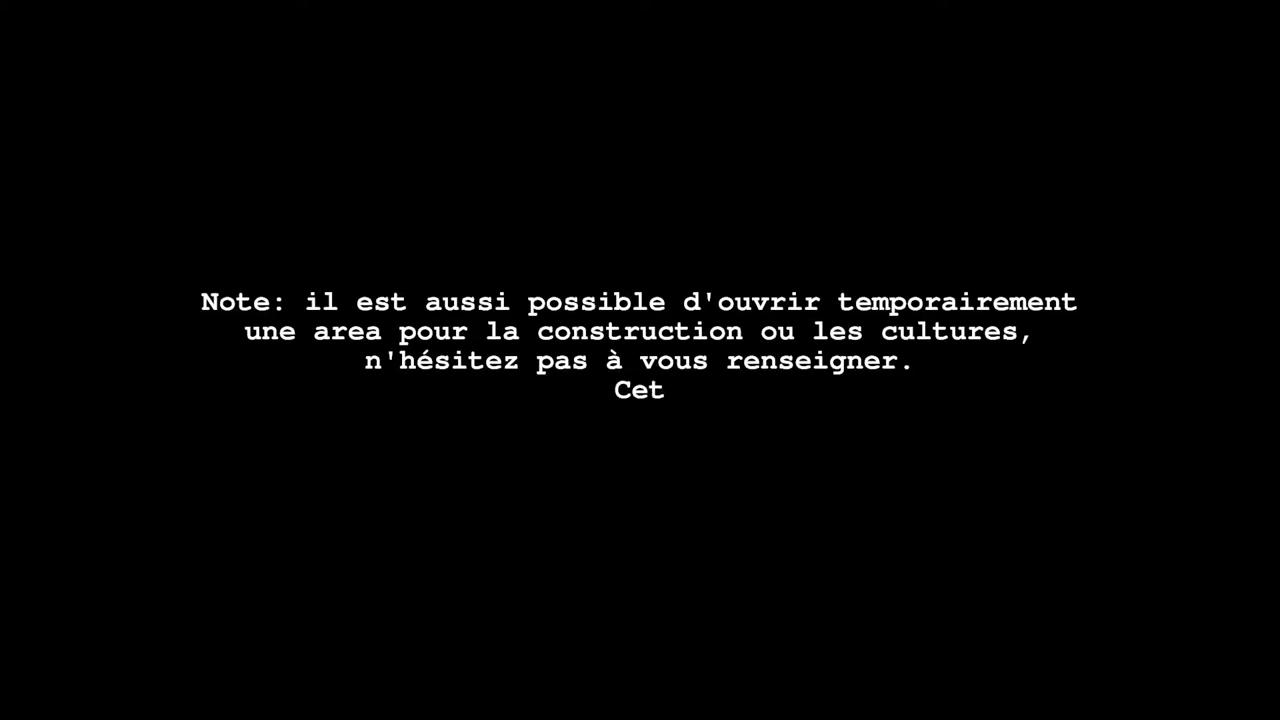 Note: il est aussi possible d'ouvrir temporairement
une area pour la construction ou les cultures,
n'hésitez pas à vous renseigner.
Cet